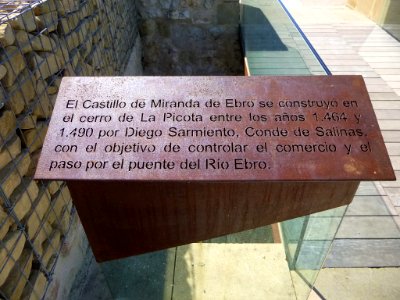 El Castillo de Miranda de Ebro se construyó en
el cerro de La Picota entre los años 1.464 y
1.490 por Diego Sarmiento, Conde de Salinas,
con el objetivo de controlar el comercio y el
paso por el puente del Río Ebro.